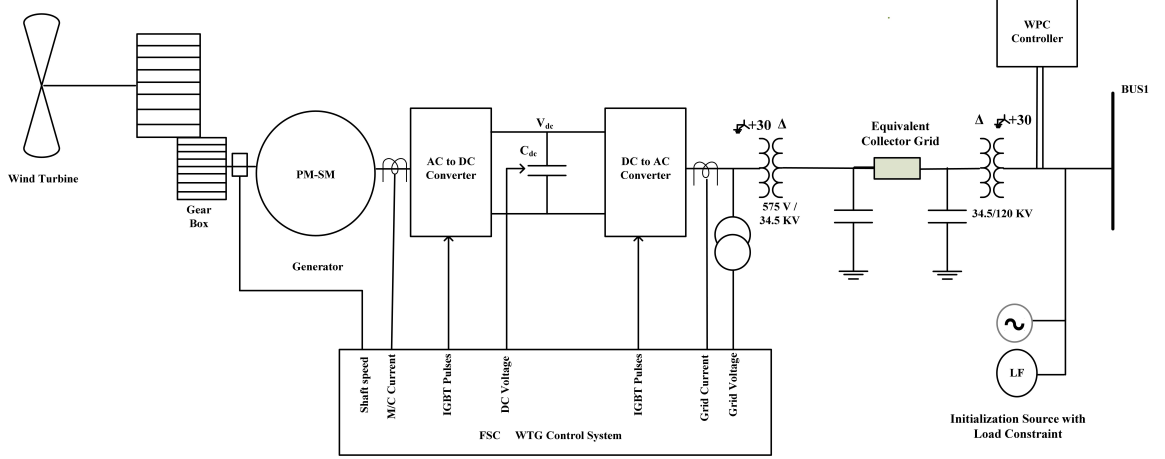 WPC
Controller
BUS1
+30 Δ
Δ +30
Equivalent
Collector Grid
Vdc
Cdc
AC to DC
Converter
DC to AC
Converter
PM-SM
Wind Turbine
Gear
Box
575 V /
34.5 KV
34.5/120 KV
Generator
Shaft speed
M/C Current
IGBT Pulses
DC Voltage
IGBT Pulses
Grid Current
Grid Voltage
FSC WTG Control System
LF
Initialization Source with
Load Constraint